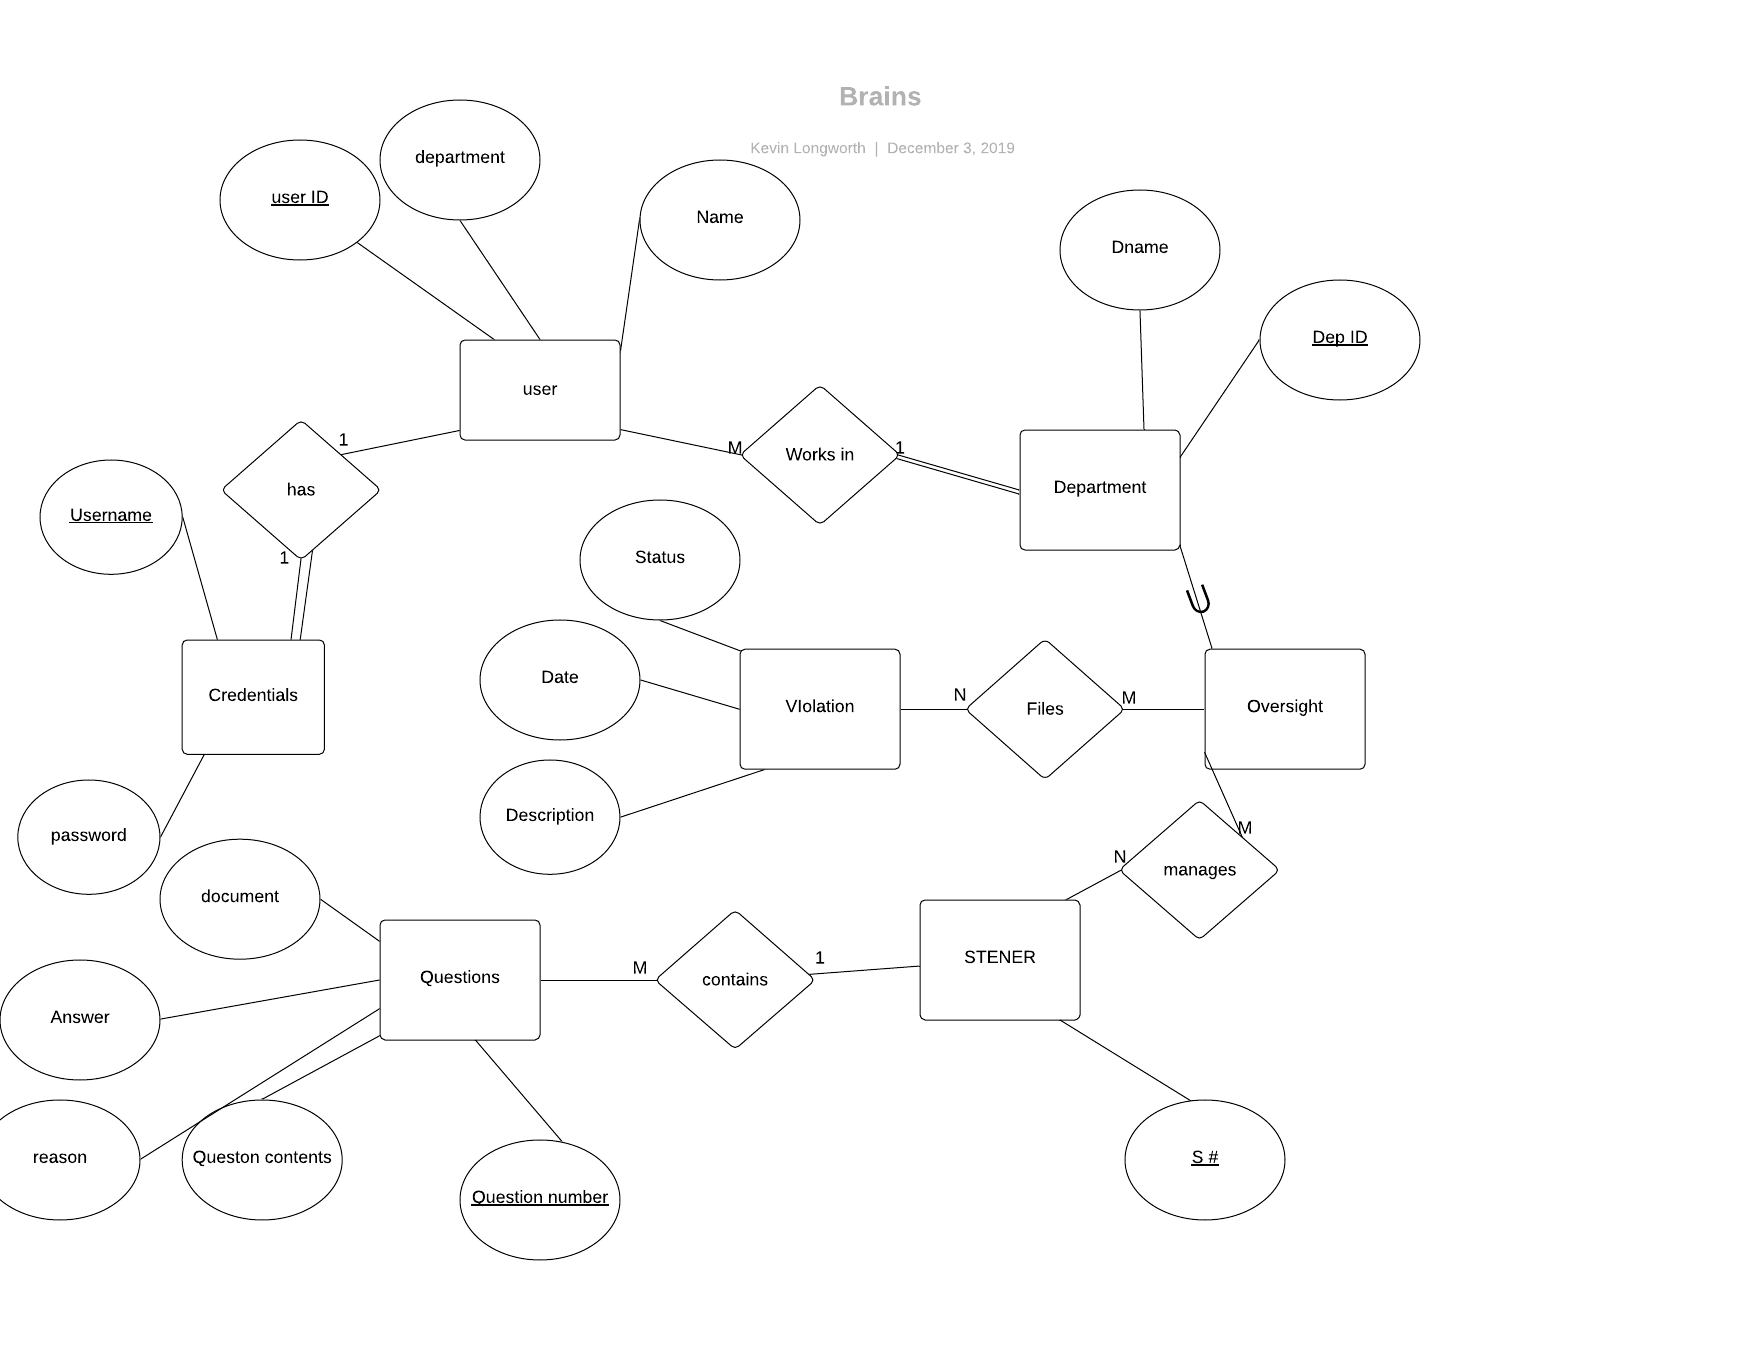 Brains
Kevin Longworth | December 3, 2019
department
user ID
Name
Dname
Dep ID
user
1
M
Works in
1
has
Department
Username
1
Status
U
Date
Credentials
VIolation
N
Files
M
Oversight
Description
password
M
N
manages
document
Questions
M
contains
1
STENER
Answer
reason
Queston contents
S #
Question number